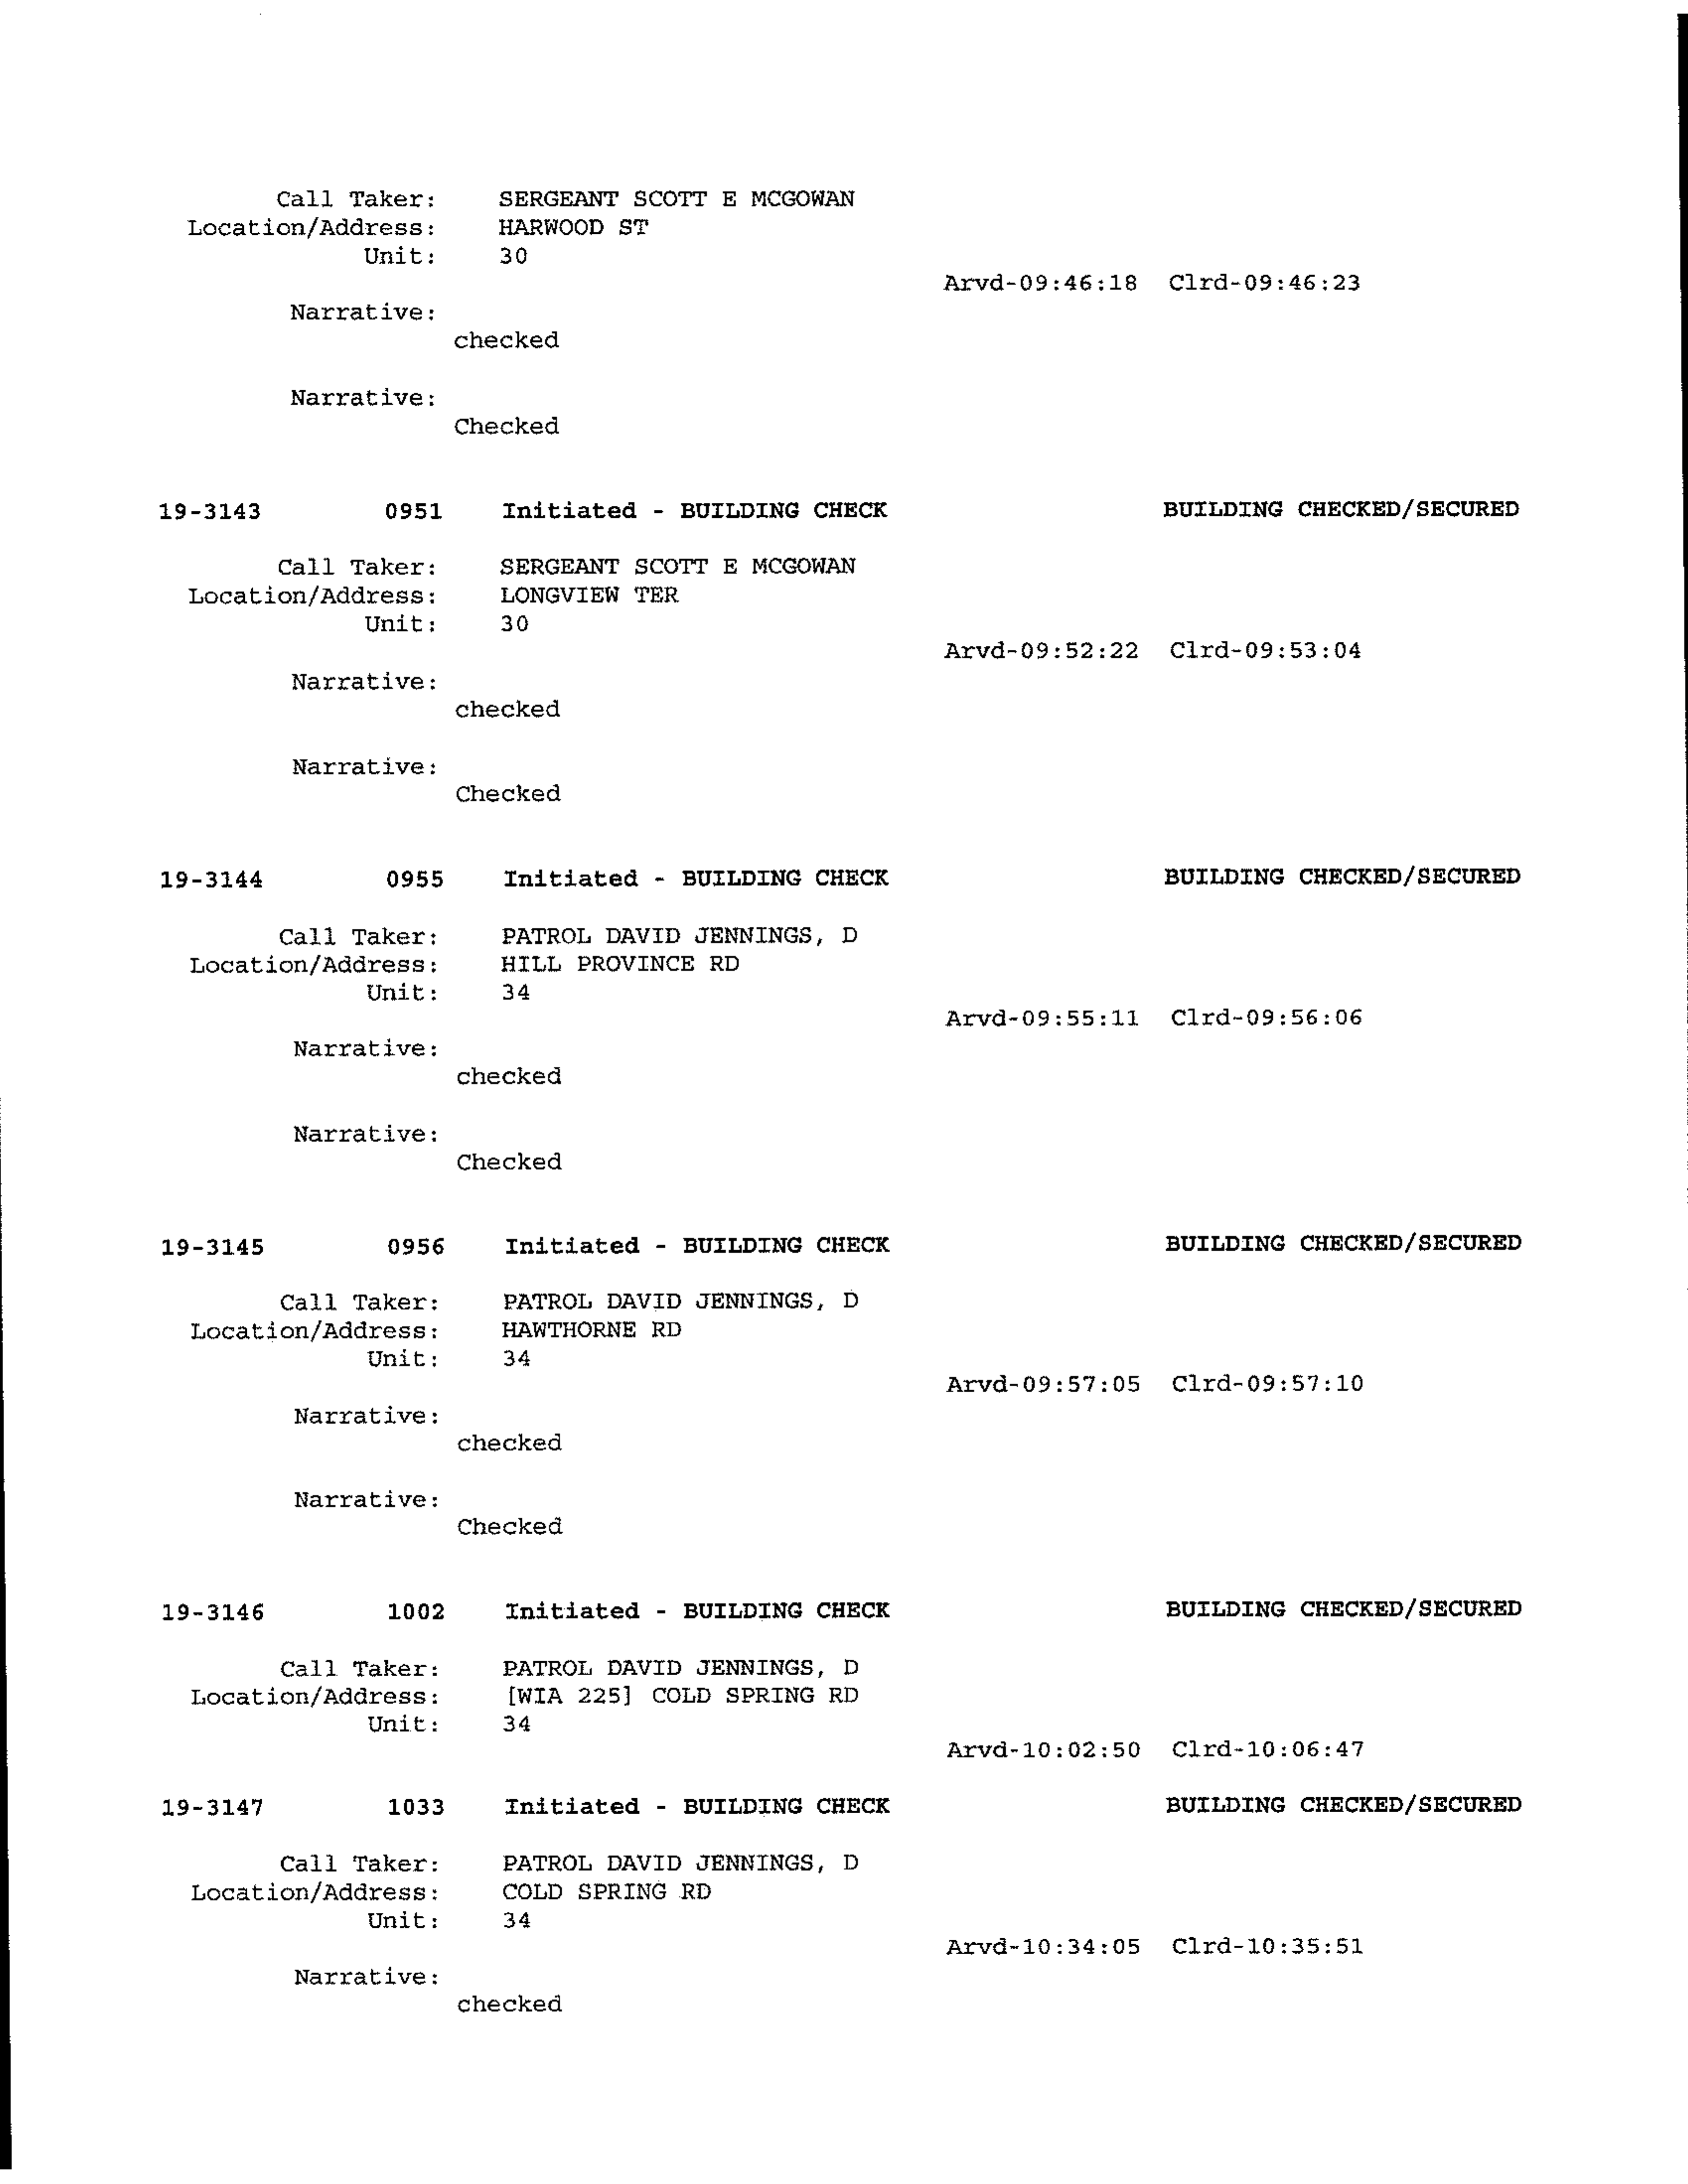 Call Taker: SERGEANT SCOTT E MCGOWAN
Location/Address: HARWOOD ST
Unit: 30
Arvd-09:46:18 Clrd-09:46:23
Narrative:
checked
Narrative:
Checked
19-3143 0951 Initiated - BUILDING CHECK BUILDING CHECKED/SECURED
Call Taker: SERGEANT SCOTT E MCGOWAN
Location/Address: LONGVIEW TER
Unit: 30
Arvd-09:52:22 Clrd-09:53:04
Narrative:
checked
Narrative:
Checked
19-3144 0955 Initiated - BUILDING CHECK BUILDING CHECKED/SECURED
Call Taker: PATROL DAVID JENNINGS, D
Location/Address: HILL PROVINCE RD
Unit: 34
Arvd-09:55:11 Clrd-09:56:06
Narrative:
checked
Narrative:
Checked
19-3145 0956 Initiated - BUILDING CHECK BUILDING CHECKED/SECURED
Call Taker: PATROL DAVID JENNINGS, D
Location/Address: HAWTHORNE RD
Unit: 34
Arvd-09:57:05 Clrd-09:57:10
Narrative:
checked
Narrative:
Checked
19-3146 1002 Initiated - BUILDING CHECK BUILDING CHECKED/SECURED
Call Taker: PATROL DAVID JENNINGS, D
Location/Address: [WIA 225] COLD SPRING RD
Unit: 34
Arvd-10:02:50 Clrd-10:06:47
19-3147 1033 Initiated - BUILDING CHECK BUILDING CHECKED/SECURED
Call Taker: PATROL DAVID JENNINGS, D
Location/Address: COLD SPRING RD
Unit: 34
Arvd-10:34:05 Clrd-10:35:51
Narrative:
checked